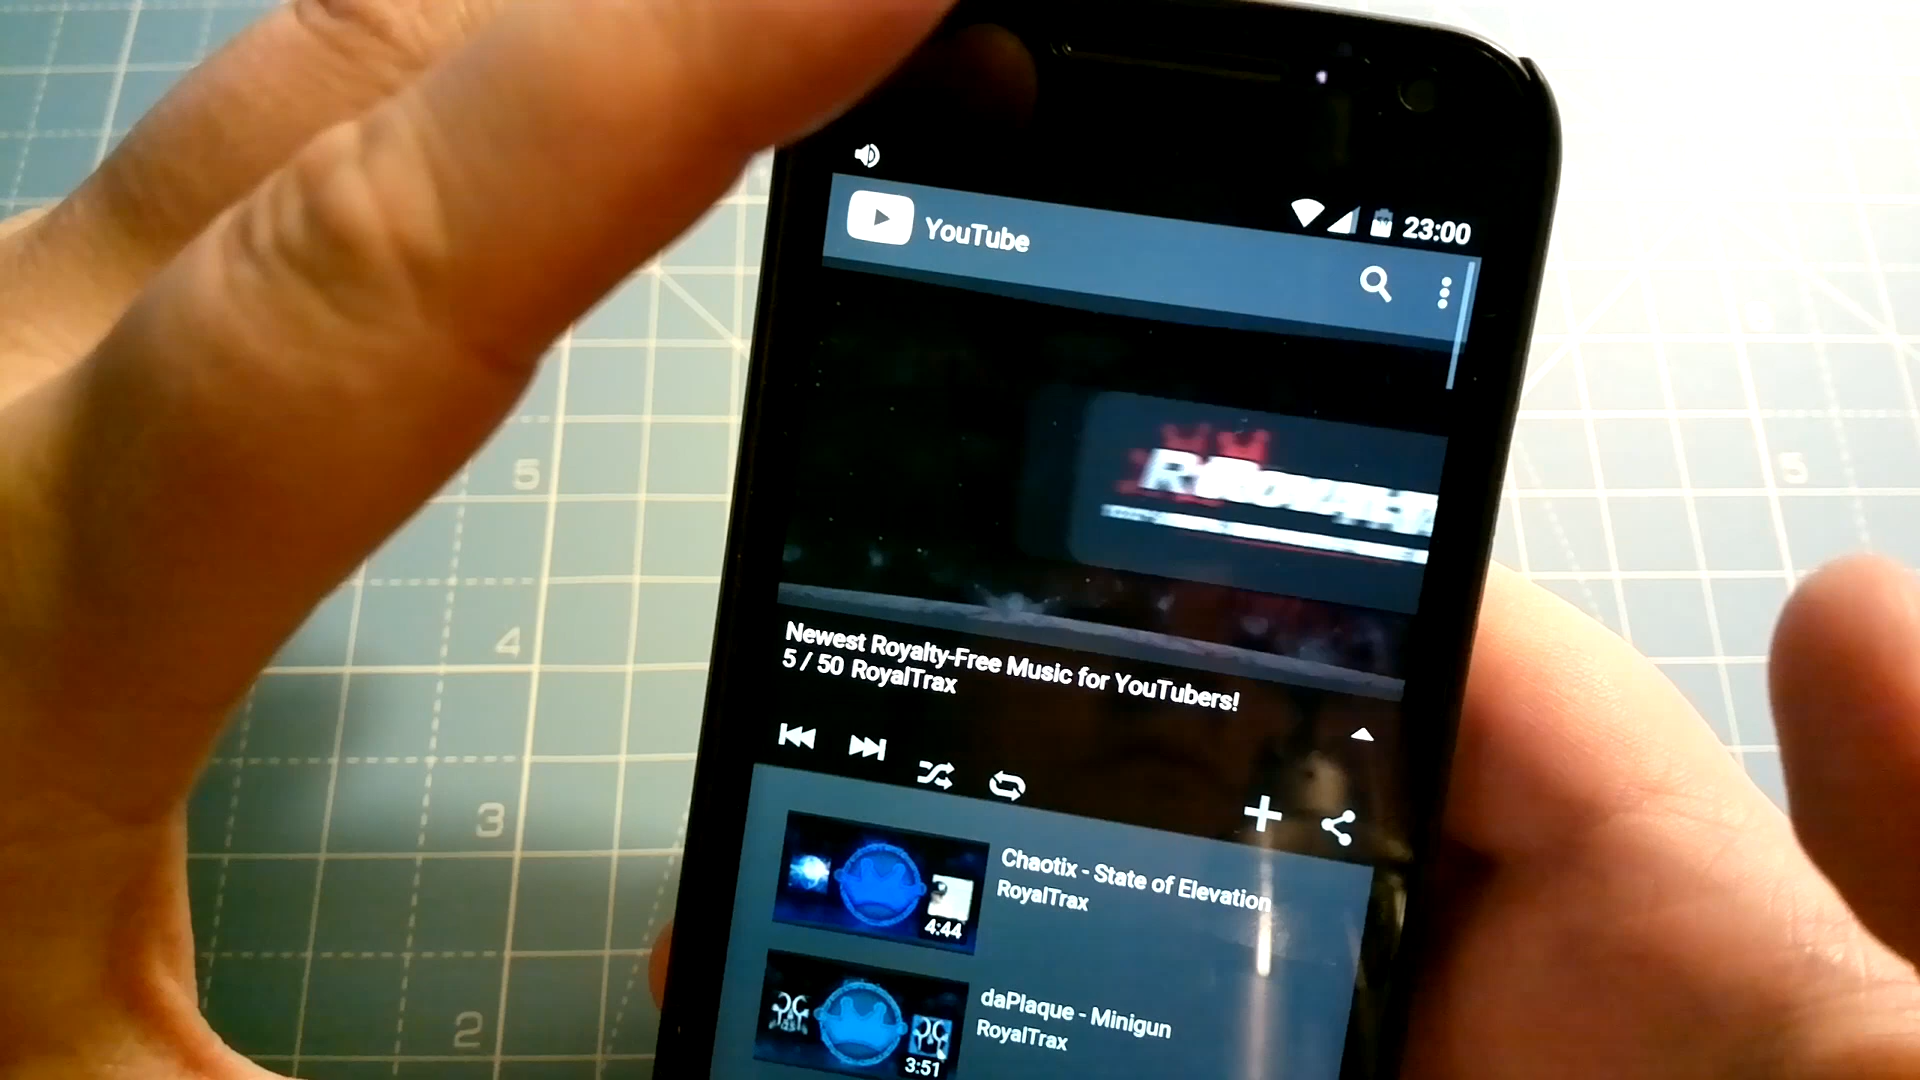 23:00
YouTube
Newest Royalty-Free Music for YouTubers!
5 / 50 RoyalTrax
Chaotix - State of Elevation
RoyalTrax
4:44
daPlaque - Minigun
RoyalTrax
3:51
5
4
3
2
5